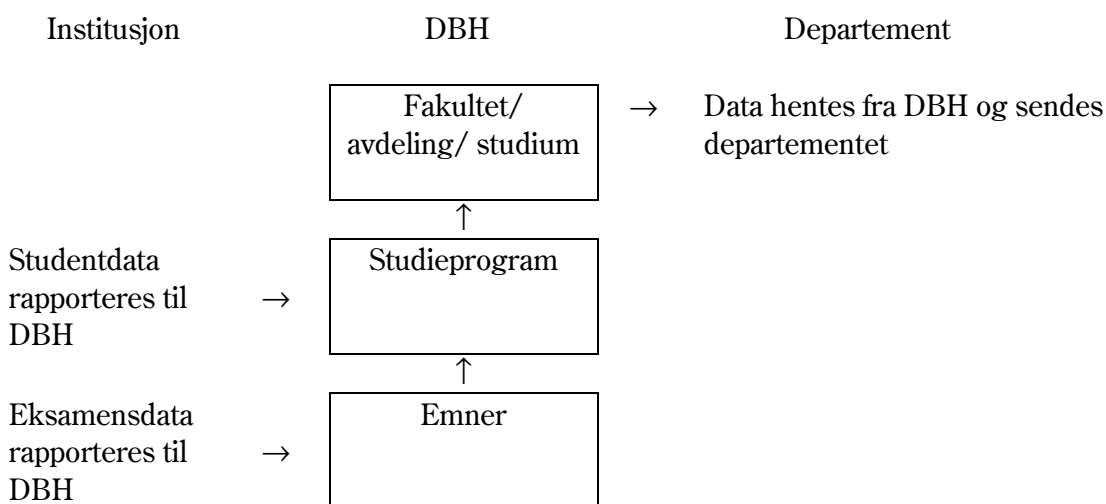 Institusjon DBH Departement
Fakultet/ → Data hentes fra DBH og sendes
avdeling/ studium departementet
↑
Studentdata Studieprogram
rapporteres til →
DBH
↑
Eksamensdata Emner
rapporteres til →
DBH